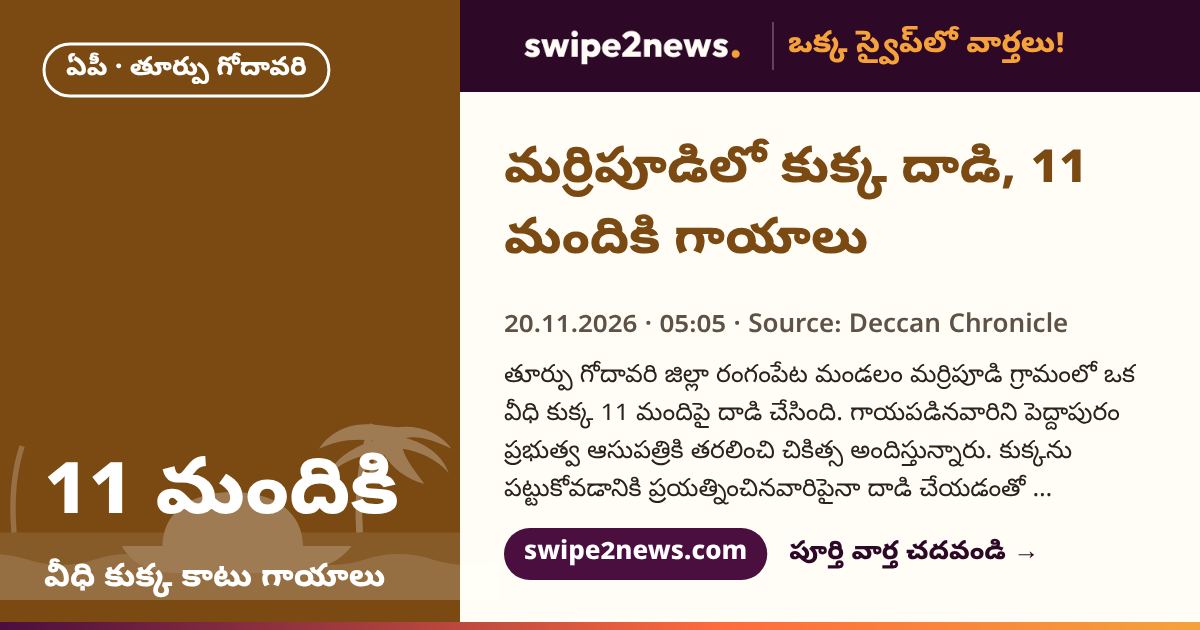 ఏపీ · తూర్పు గోదావరి
11 మందికి
వీధి కుక్క కాటు గాయాలు
swipe2news.
ఒక్క స్వైప్‌లో వార్తలు!
మర్రిపూడిలో కుక్క దాడి, 11
మందికి గాయాలు
20.11.2026 · 05:05 · Source: Deccan Chronicle
తూర్పు గోదావరి జిల్లా రంగంపేట మండలం మర్రిపూడి గ్రామంలో ఒక
వీధి కుక్క 11 మందిపై దాడి చేసింది. గాయపడినవారిని పెద్దాపురం
ప్రభుత్వ ఆసుపత్రికి తరలించి చికిత్స అందిస్తున్నారు. కుక్కను
పట్టుకోవడానికి ప్రయత్నించినవారిపైనా దాడి చేయడంతో ...
swipe2news.com
పూర్తి వార్త చదవండి →